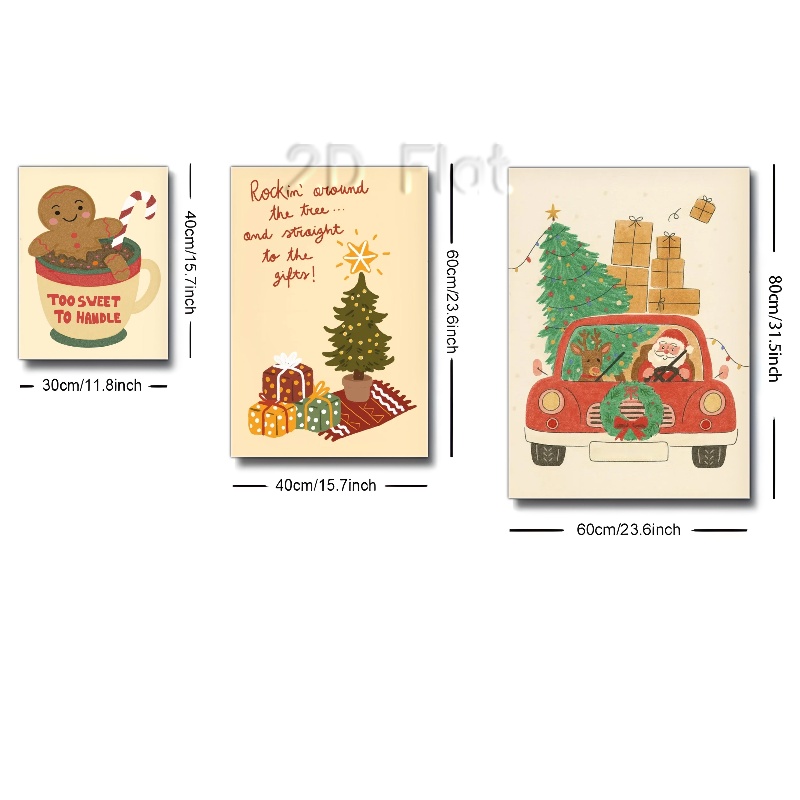 2D Flat
TOO SWEET
TO HANDLE
40cm/15.7inch
30cm/11.8inch
Rockin' around
the tree...
and straight
to the
gifts!
60cm/23.6inch
40cm/15.7inch
80cm/31.5inch
60cm/23.6inch